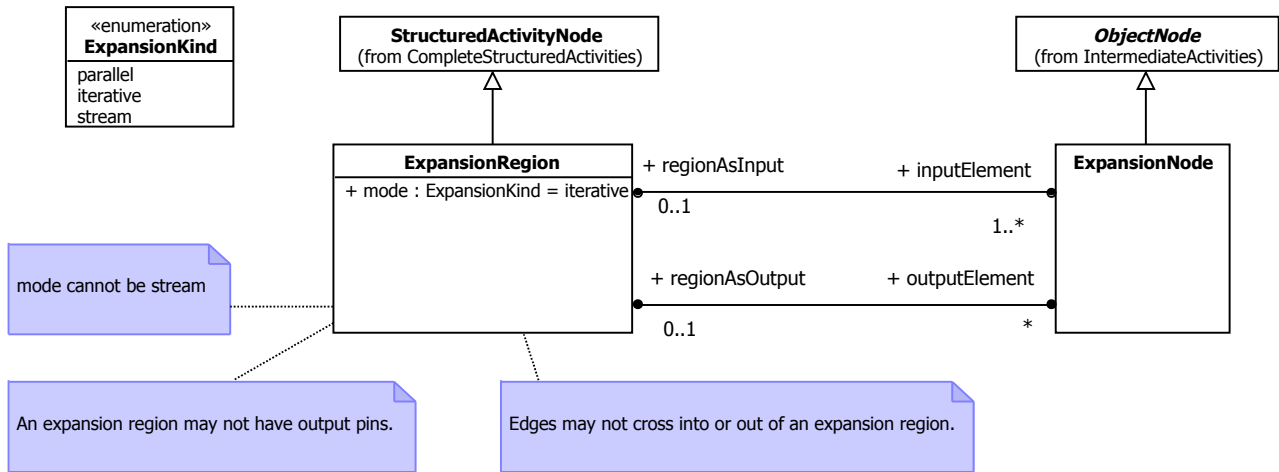 «enumeration»
ExpansionKind
parallel
iterative
stream
StructuredActivityNode
(from CompleteStructuredActivities)
ObjectNode
(from IntermediateActivities)
ExpansionRegion
+ mode : ExpansionKind = iterative
+ regionAsInput
0..1
+ inputElement
1..*
ExpansionNode
+ regionAsOutput
0..1
+ outputElement
*
mode cannot be stream
An expansion region may not have output pins.
Edges may not cross into or out of an expansion region.